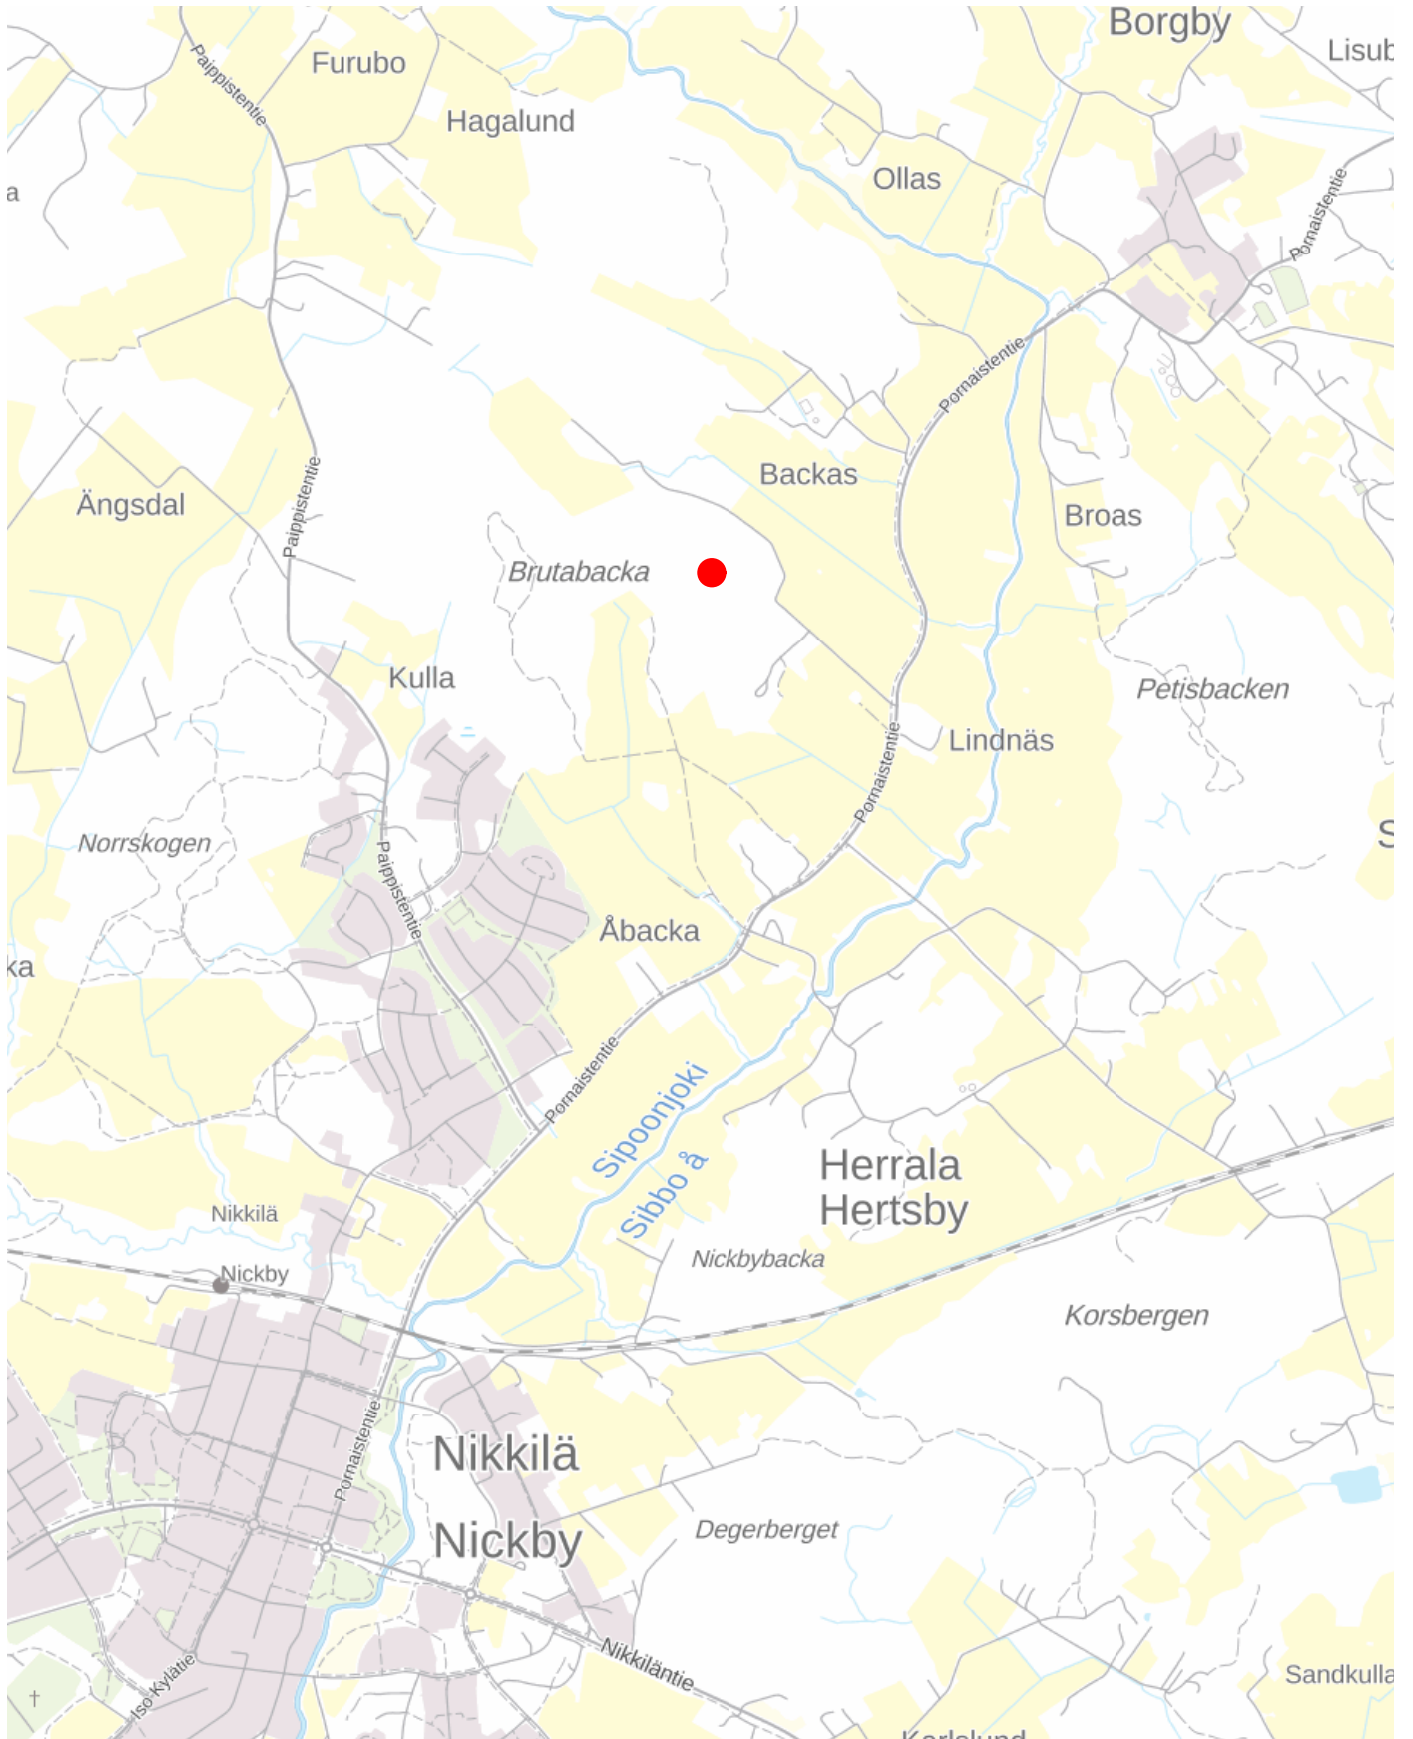 Borgby
Lisub
Furubo
Paippistentie
Hagalund
Ollas
a
Pornaistentie
Pornaistentie
Backas
Ängsdal
Paippistentie
Broas
Brutabacka
Kulla
Petisbacken
Lindnäs
Pornaistentie
Norrskogen
S
Paippistentie
Åbacka
ka
Pornaistentie
Sipoonjoki
Sibbo å
Herrala
Hertsby
Nikkilä
Nickby
Nickbybacka
Korsbergen
Pornaistentie
Nikkilä
Nickby
Degerberget
Nikkiläntie
Iso Kylätie
Sandkulla
Karlslund